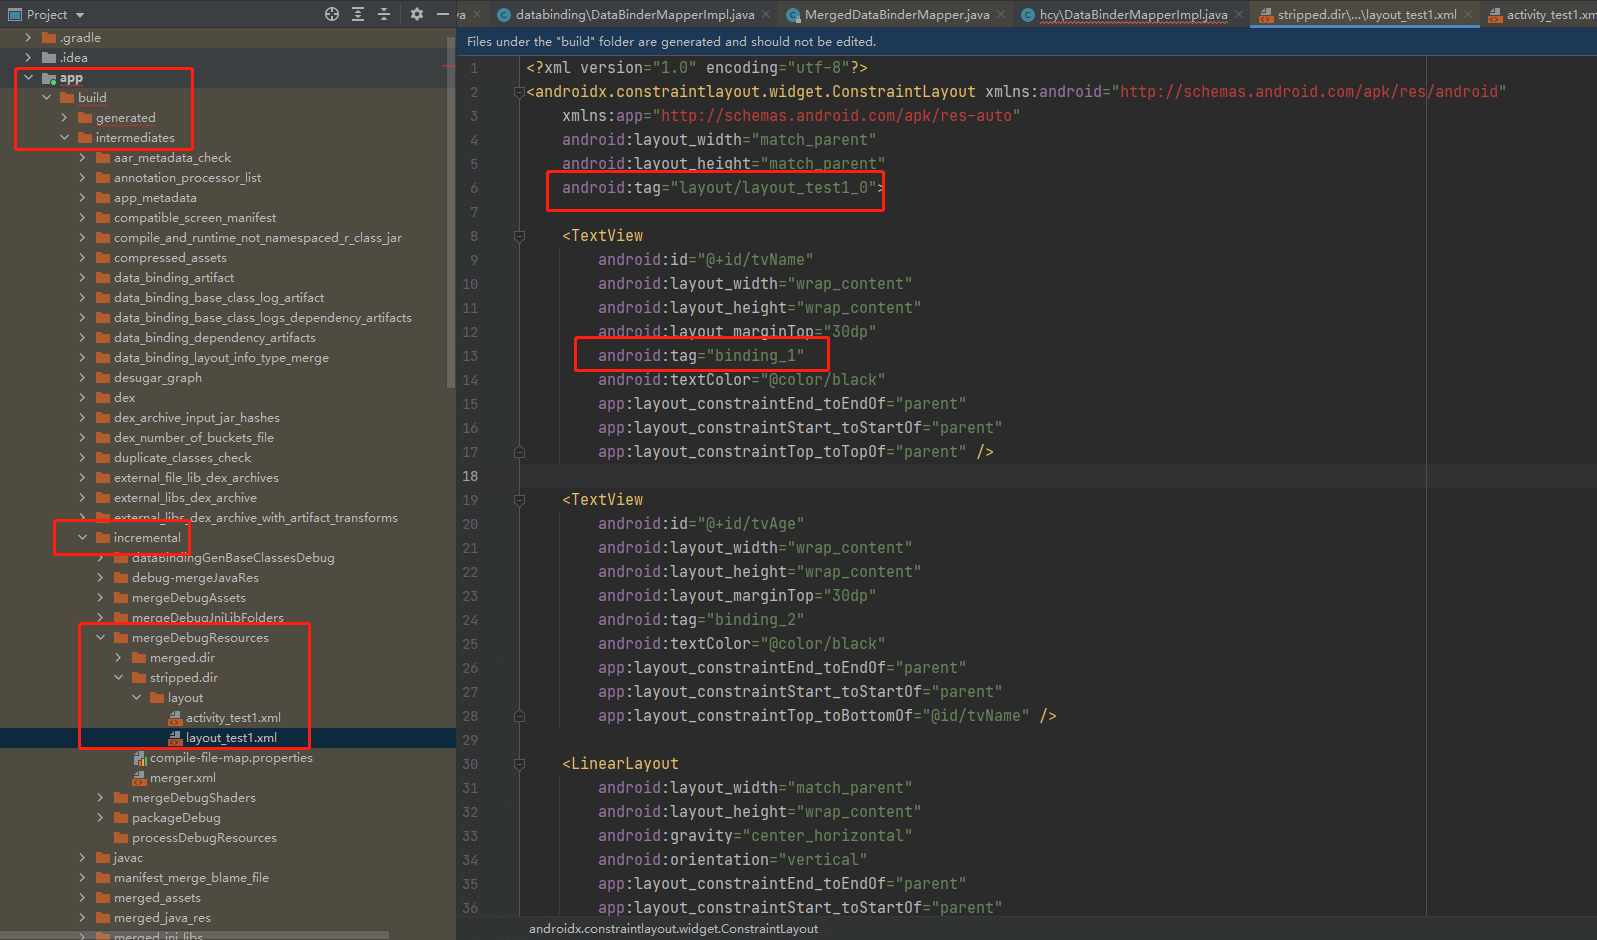 Project
va
databinding\DataBinderMapperImpl.java
MergedDataBinderMapper.java
hcy\DataBinderMapperImpl.java
stripped.dir\...\layout_test1.xml
activity_test1.xm
Files under the "build" folder are generated and should not be edited.
.gradle
.idea
app
build
generated
intermediates
aar_metadata_check
annotation_processor_list
app_metadata
compatible_screen_manifest
compile_and_runtime_not_namespaced_r_class_jar
compressed_assets
data_binding_artifact
data_binding_base_class_log_artifact
data_binding_base_class_logs_dependency_artifacts
data_binding_dependency_artifacts
data_binding_layout_info_type_merge
desugar_graph
dex
dex_archive_input_jar_hashes
dex_number_of_buckets_file
duplicate_classes_check
external_file_lib_dex_archives
external_libs_dex_archive
external_libs_dex_archive_with_artifact_transforms
incremental
dataBindingGenBaseClassesDebug
debug-mergeJavaRes
mergeDebugAssets
mergeDebugJniLibFolders
mergeDebugResources
merged.dir
stripped.dir
layout
activity_test1.xml
layout_test1.xml
compile-file-map.properties
merger.xml
mergeDebugShaders
packageDebug
processDebugResources
javac
manifest_merge_blame_file
merged_assets
merged_java_res
merged_jni_libs
1 <?xml version="1.0" encoding="utf-8"?>
2 <androidx.constraintlayout.widget.ConstraintLayout xmlns:android="http://schemas.android.com/apk/res/android"
3 xmlns:app="http://schemas.android.com/apk/res-auto"
4 android:layout_width="match_parent"
5 android:layout_height="match_parent"
6 android:tag="layout/layout_test1_0">
7
8 <TextView
9 android:id="@+id/tvName"
10 android:layout_width="wrap_content"
11 android:layout_height="wrap_content"
12 android:layout_marginTop="30dp"
13 android:tag="binding_1"
14 android:textColor="@color/black"
15 app:layout_constraintEnd_toEndOf="parent"
16 app:layout_constraintStart_toStartOf="parent"
17 app:layout_constraintTop_toTopOf="parent" />
18
19 <TextView
20 android:id="@+id/tvAge"
21 android:layout_width="wrap_content"
22 android:layout_height="wrap_content"
23 android:layout_marginTop="30dp"
24 android:tag="binding_2"
25 android:textColor="@color/black"
26 app:layout_constraintEnd_toEndOf="parent"
27 app:layout_constraintStart_toStartOf="parent"
28 app:layout_constraintTop_toBottomOf="@id/tvName" />
29
30 <LinearLayout
31 android:layout_width="match_parent"
32 android:layout_height="wrap_content"
33 android:gravity="center_horizontal"
34 android:orientation="vertical"
35 app:layout_constraintEnd_toEndOf="parent"
36 app:layout_constraintStart_toStartOf="parent"
androidx.constraintlayout.widget.ConstraintLayout